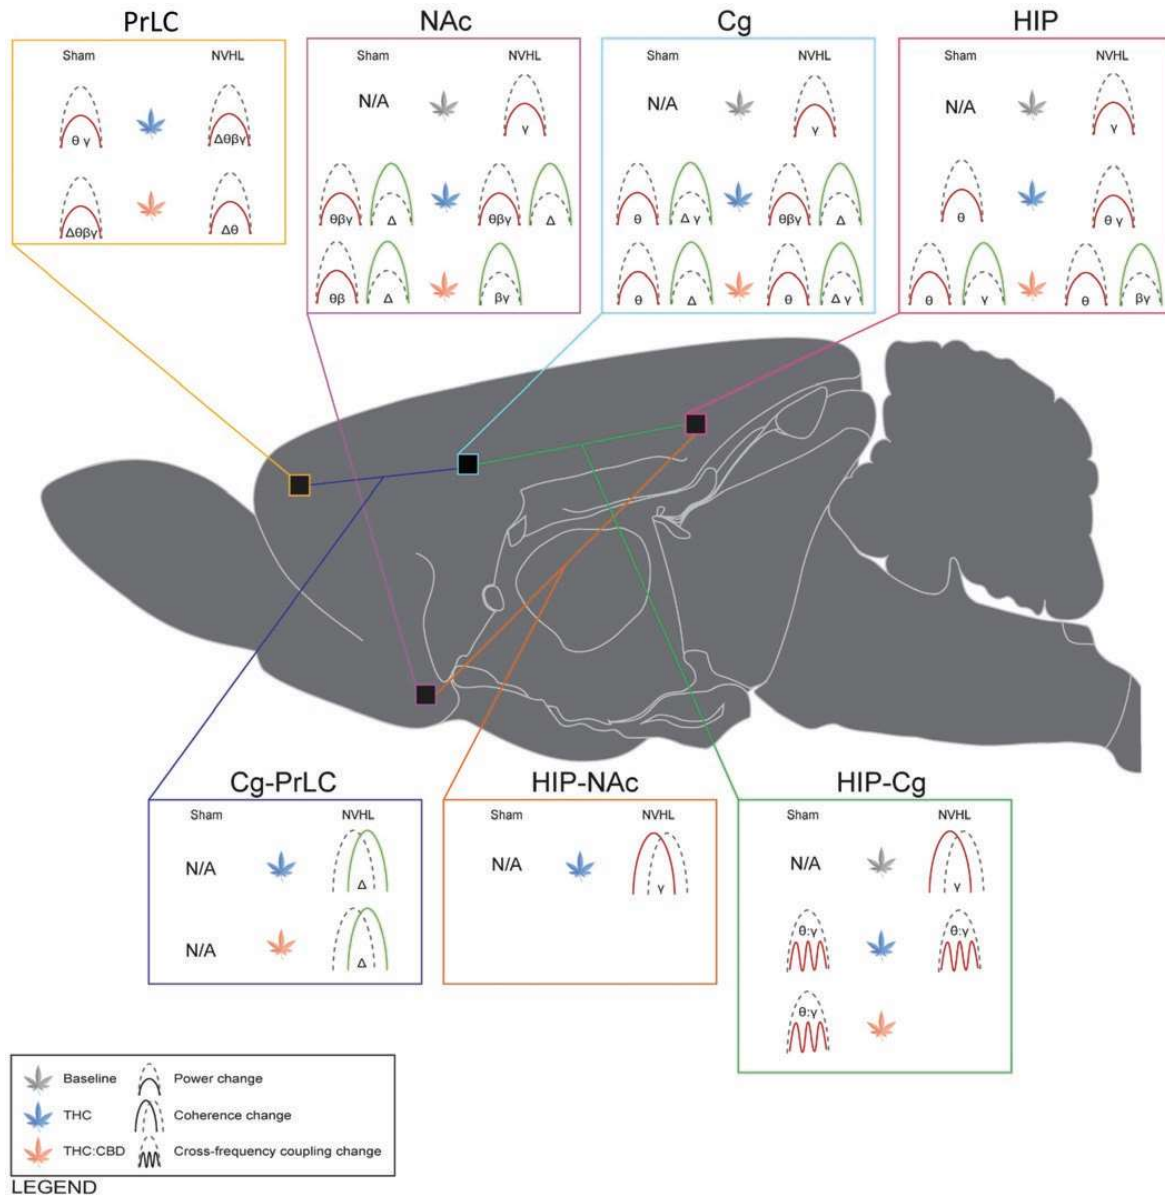 PrLC NAc Cg HIP
Sham NVHL
θ γ Δθβγ
Δθβγ Δθ
Sham NVHL
N/A γ
θβγ Δ θβγ Δ
θβ Δ βγ
Sham NVHL
N/A γ
θ Δ γ θβγ Δ
θ Δ θ Δ γ
Sham NVHL
N/A γ
θ θ γ
θ γ θ βγ
Cg-PrLC HIP-NAc HIP-Cg
Sham NVHL
N/A Δ
N/A Δ
Sham NVHL
N/A γ
Sham NVHL
N/A γ
θ:γ θ:γ
θ:γ
Baseline Power change
THC Coherence change
THC:CBD Cross-frequency coupling change
LEGEND